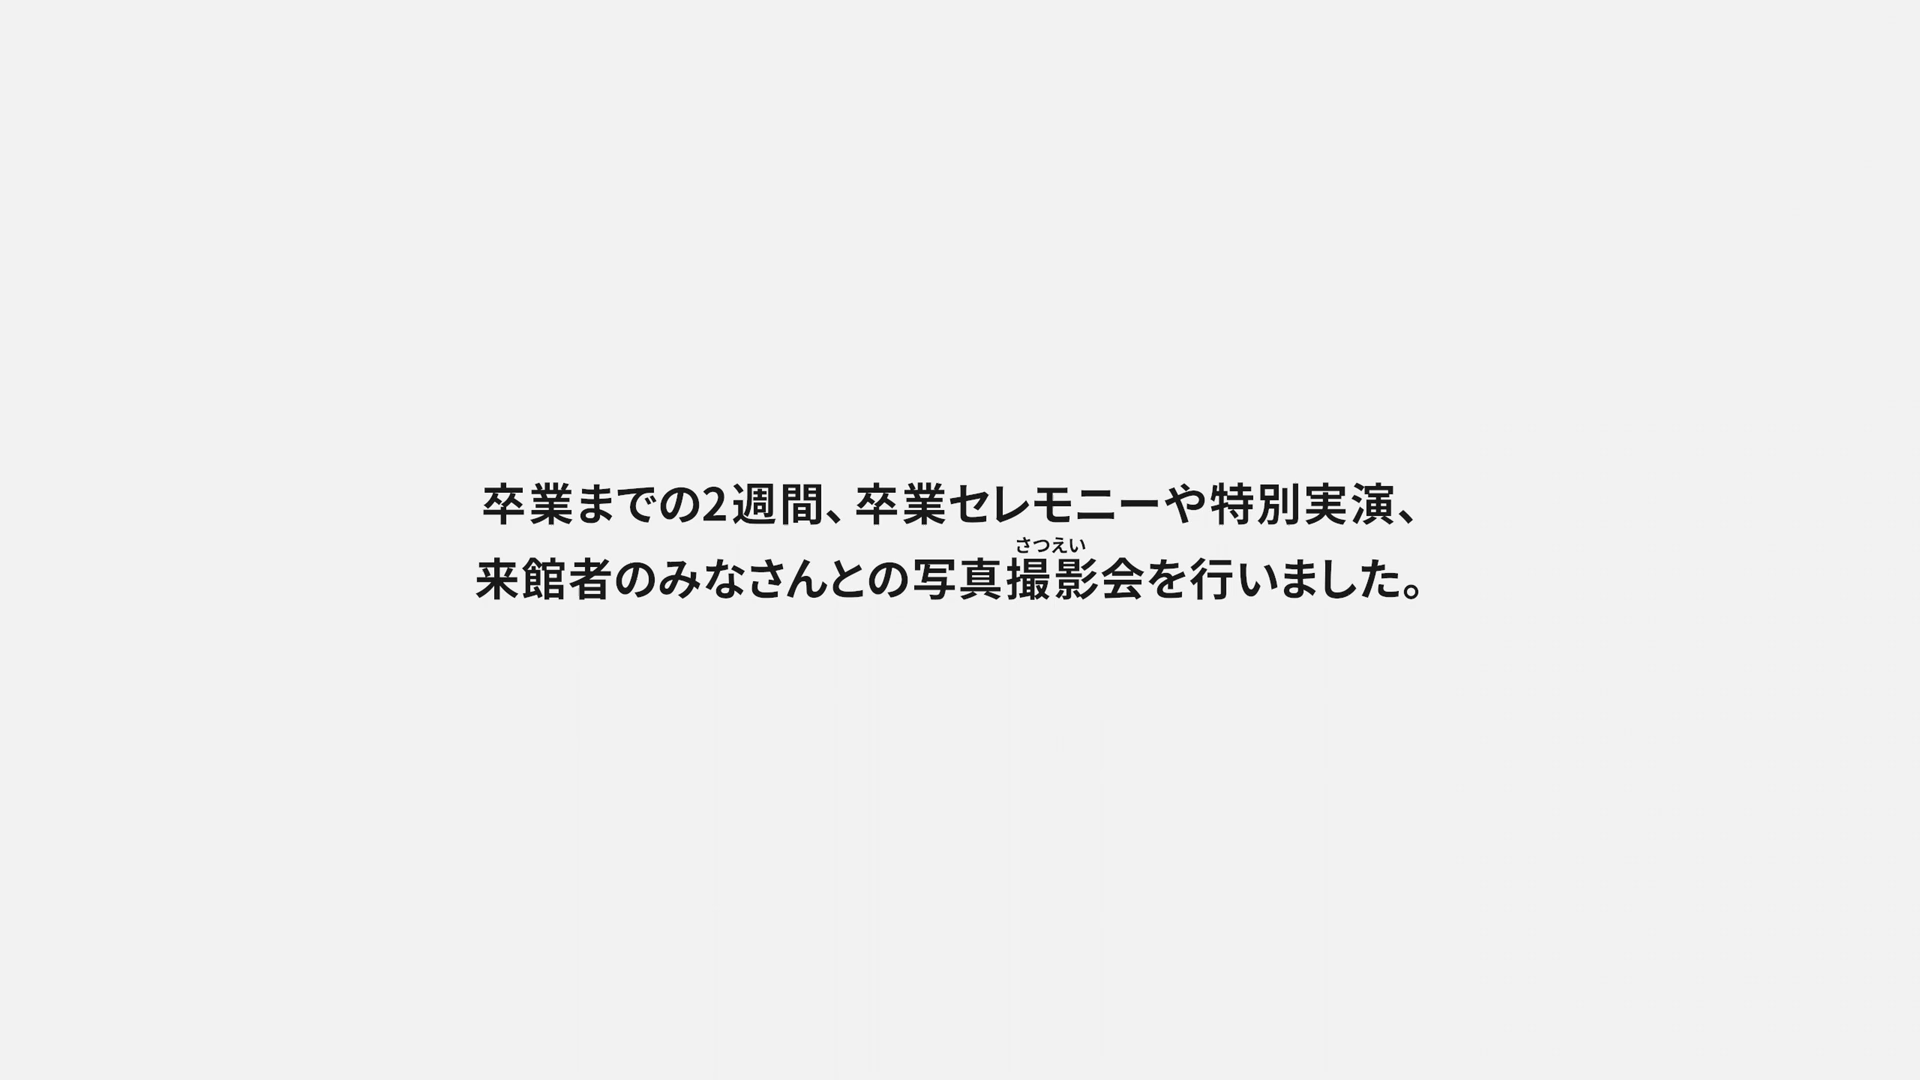 卒業までの2週間、卒業セレモニーや特別実演、
さつえい
来館者のみなさんとの写真撮影会を行いました。